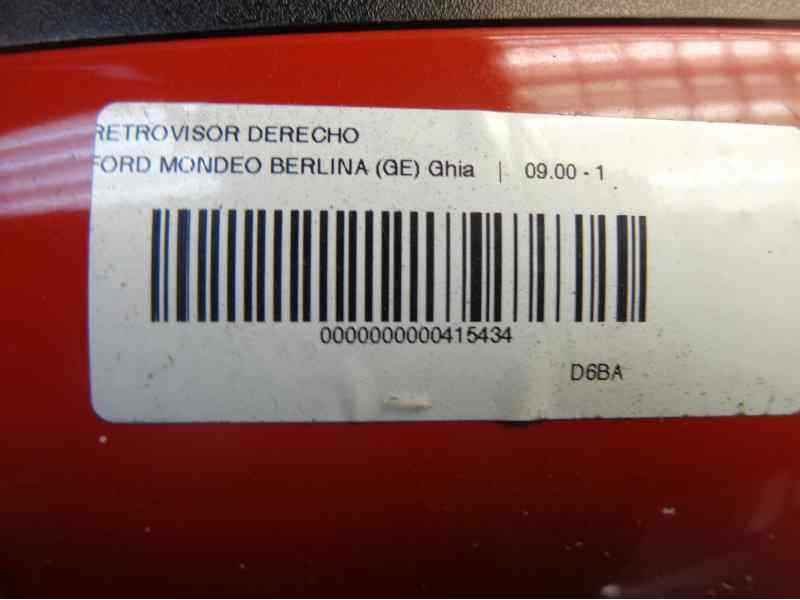 RETROVISOR DERECHO
FORD MONDEO BERLINA (GE) Ghia | 09.00 - 1
0000000000415434
D6BA